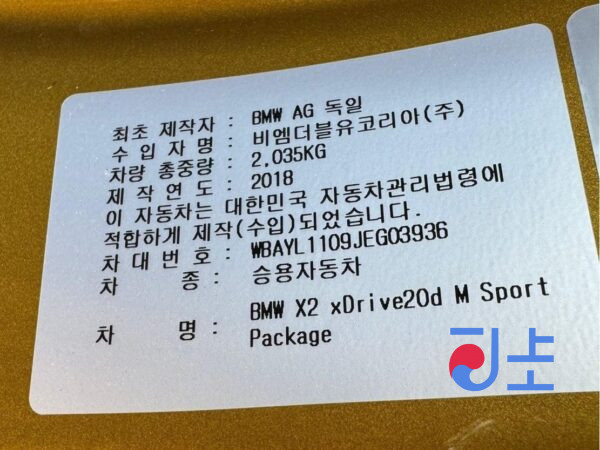 최초 제작자 : BMW AG 독일
수 입 자 명 : 비엠더블유코리아(주)
차량 총중량 : 2,035KG
제 작 연 도 : 2018
이 자동차는 대한민국 자동차관리법령에
적합하게 제작(수입)되었습니다.
차 대 번 호 : WBAYL1109JEG03936
차 종 : 승용자동차
차 명 : BMW X2 xDrive20d M Sport
Package